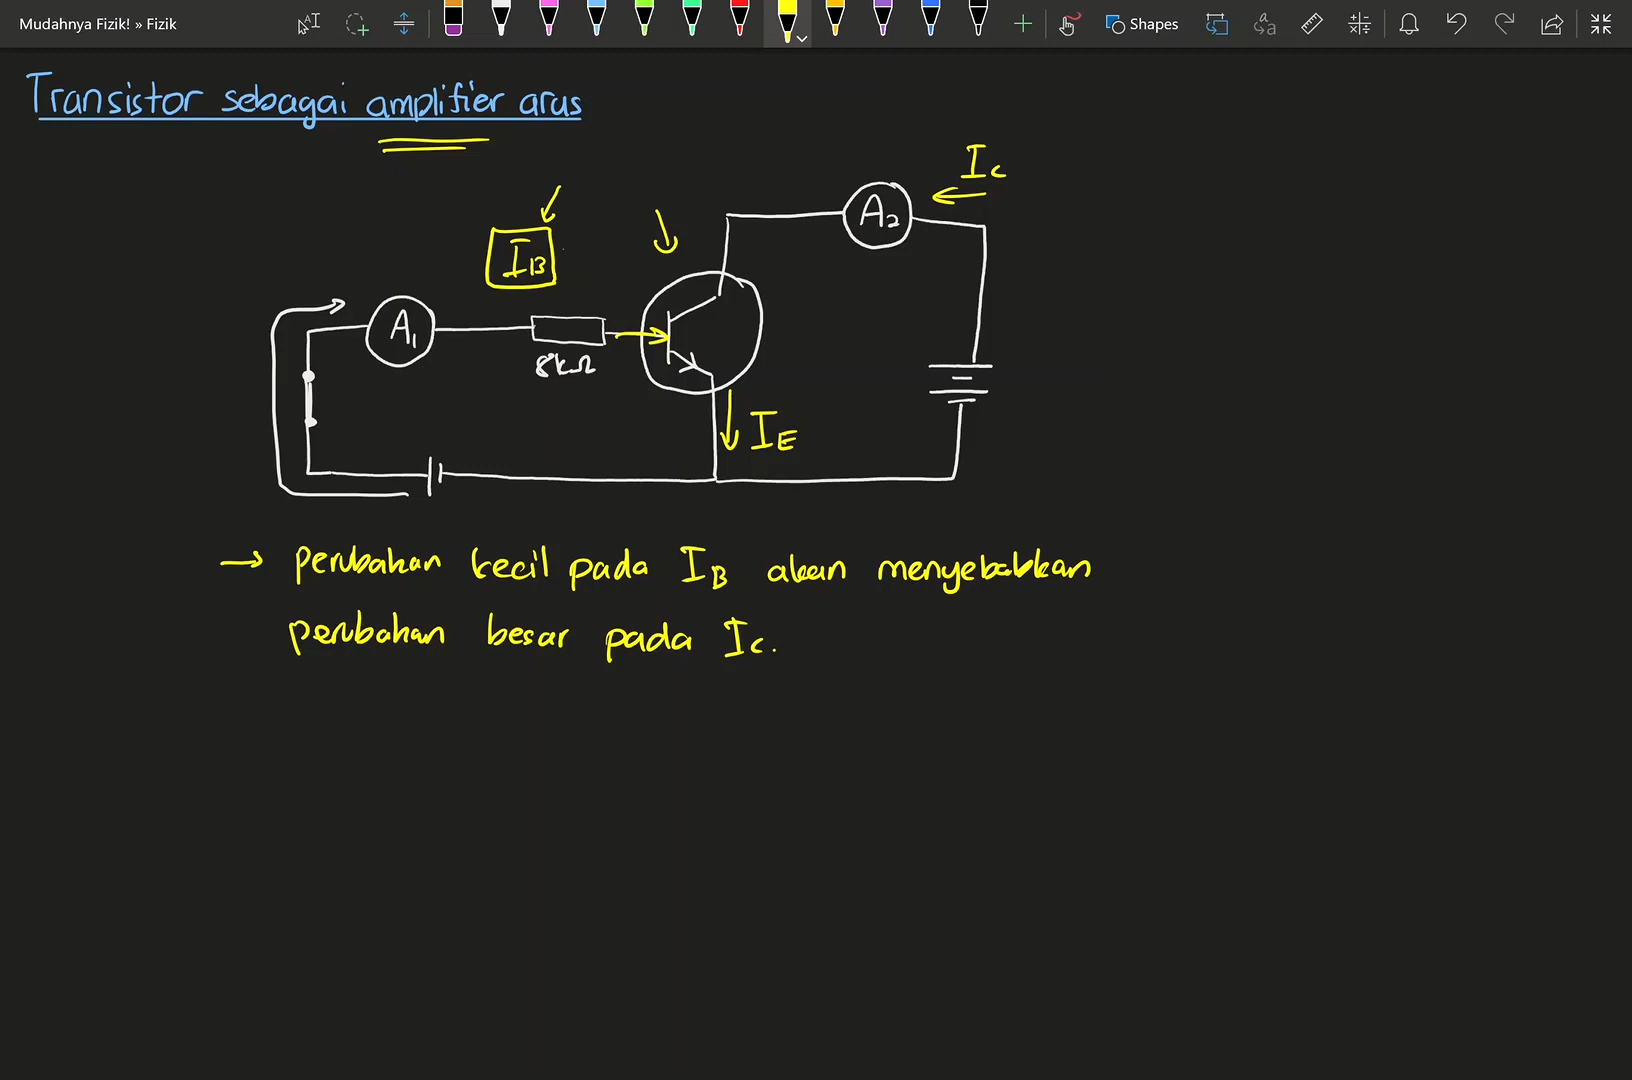 Mudahnya Fizik! » Fizik
Shapes
Transistor sebagai amplifier arus
Ic
A2
IB
A1
8kΩ
IE
→ perubahan kecil pada IB akan menyebabkan
perubahan besar pada Ic.